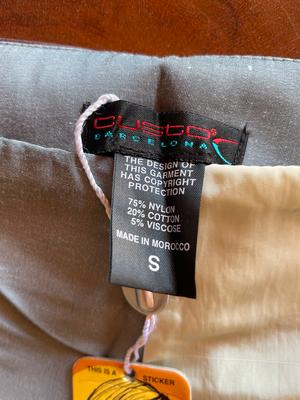 CUSTO
BARCELONA
THE DESIGN OF
THIS GARMENT
HAS COPYRIGHT
PROTECTION
75% NYLON
20% COTTON
5% VISCOSE
MADE IN MOROCCO
S
THIS IS A STICKER